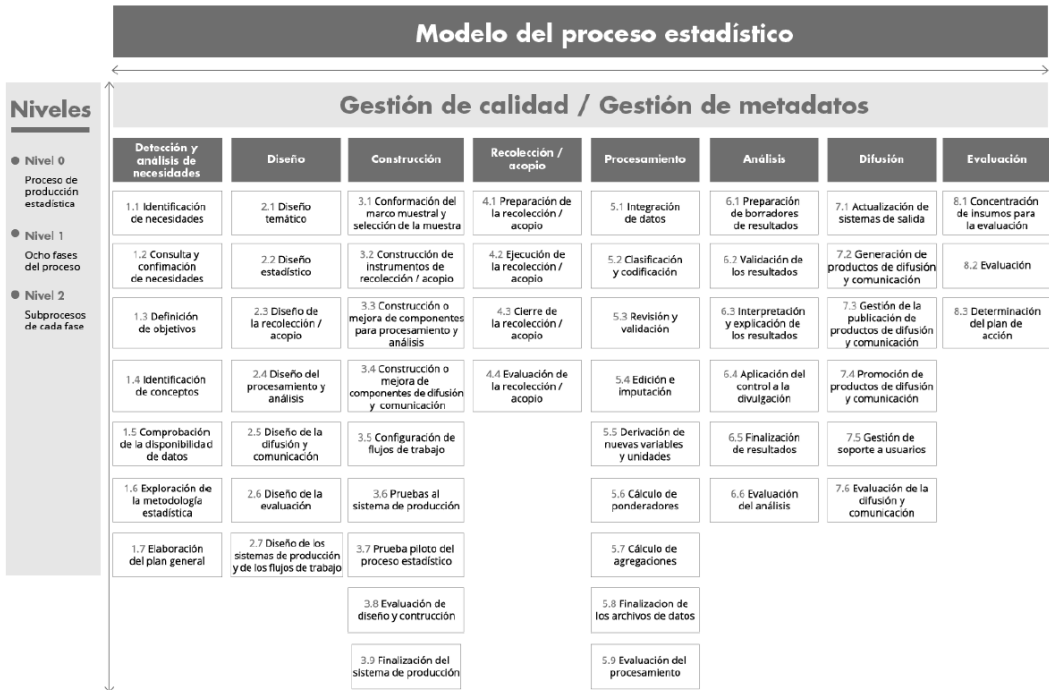 Modelo del proceso estadístico
Niveles
Nivel 0
Proceso de
producción
estadística
Nivel 1
Ocho fases
del proceso
Nivel 2
Subprocesos
de cada fase
Gestión de calidad / Gestión de metadatos
Detección y
análisis de
necesidades
1.1 Identificación
de necesidades
1.2 Consulta y
confimación
de necesidades
1.3 Definición
de objetivos
1.4 Identificación
de conceptos
1.5 Comprobación
de la disponibilidad
de datos
1.6 Exploración de
la metodología
estadística
1.7 Elaboración
del plan general
Diseño
2.1 Diseño
temático
2.2 Diseño
estadístico
2.3 Diseño de
la recolección /
acopio
2.4 Diseño del
procesamiento y
análisis
2.5 Diseño de la
difusión y
comunicación
2.6 Diseño de la
evaluación
2.7 Diseño de los
sistemas de producción
y de los flujos de trabajo
Construcción
3.1 Conformación del
marco muestral y
selección de la muestra
3.2 Construcción de
instrumentos de
recolección / acopio
3.3 Construcción o
mejora de componentes
para procesamiento y
análisis
3.4 Construcción o
mejora de
componentes de difusión
y comunicación
3.5 Configuración de
flujos de trabajo
3.6 Pruebas al
sistema de producción
3.7 Prueba piloto del
proceso estadístico
3.8 Evaluación de
diseño y contrucción
3.9 Finalización del
sistema de producción
Recolección /
acopio
4.1 Preparación de
la recolección /
acopio
4.2 Ejecución de
la recolección /
acopio
4.3 Cierre de
la recolección /
acopio
4.4 Evaluación de
la recolección /
acopio
Procesamiento
5.1 Integración
de datos
5.2 Clasificación
y codificación
5.3 Revisión y
validación
5.4 Edición e
imputación
5.5 Derivación de
nuevas variables
y unidades
5.6 Cálculo de
ponderadores
5.7 Cálculo de
agregaciones
5.8 Finalizacion de
los archivos de datos
5.9 Evaluación del
procesamiento
Análisis
6.1 Preparación
de borradores
de resultados
6.2 Validación de
los resultados
6.3 Interpretación
y explicación de
los resultados
6.4 Aplicación del
control a la
divulgación
6.5 Finalización
de resultados
6.6 Evaluación
del análisis
Difusión
7.1 Actualización de
sistemas de salida
7.2 Generación de
productos de difusión
y comunicación
7.3 Gestión de la
publicación de
productos de difusión
y comunicación
7.4 Promoción de
productos de difusión
y comunicación
7.5 Gestión de
soporte a usuarios
7.6 Evaluación de la
difusión y
comunicación
Evaluación
8.1 Concentración
de insumos para
la evaluación
8.2 Evaluación
8.3 Determinación
del plan de
acción